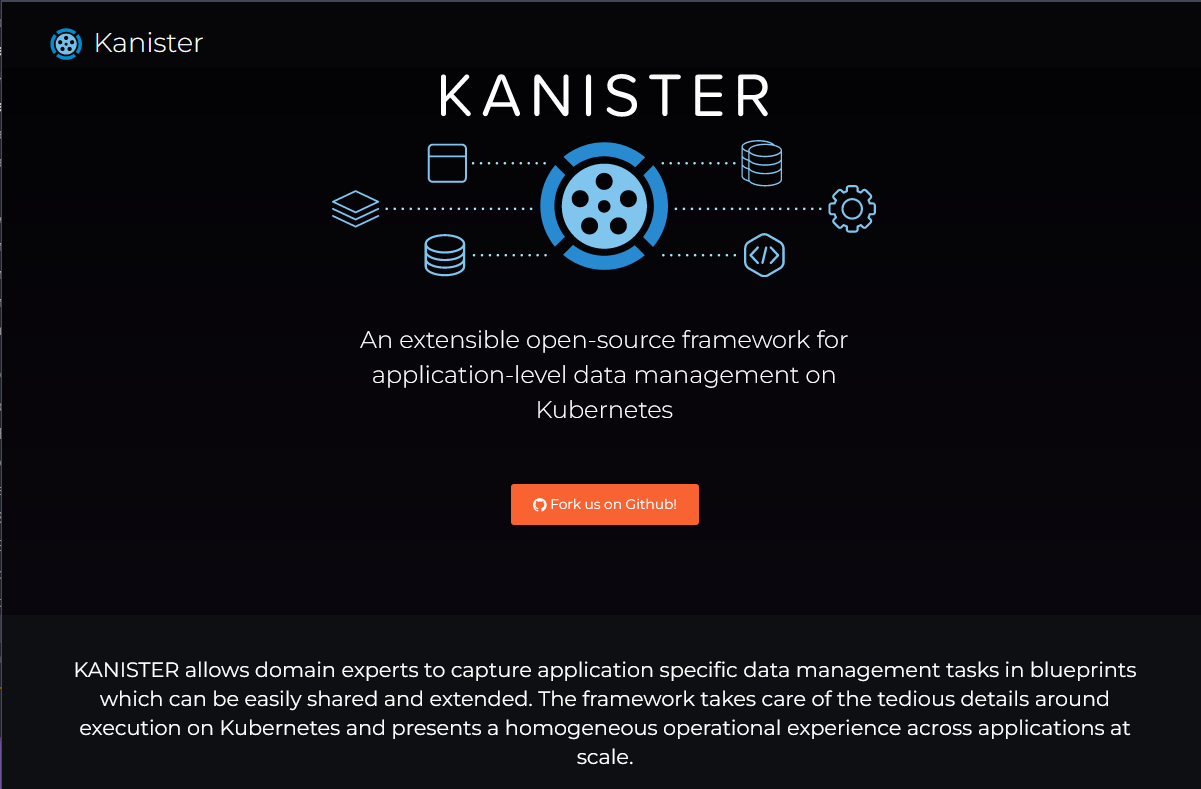 Kanister
KANISTER
An extensible open-source framework for
application-level data management on
Kubernetes
Fork us on Github!
KANISTER allows domain experts to capture application specific data management tasks in blueprints
which can be easily shared and extended. The framework takes care of the tedious details around
execution on Kubernetes and presents a homogeneous operational experience across applications at
scale.